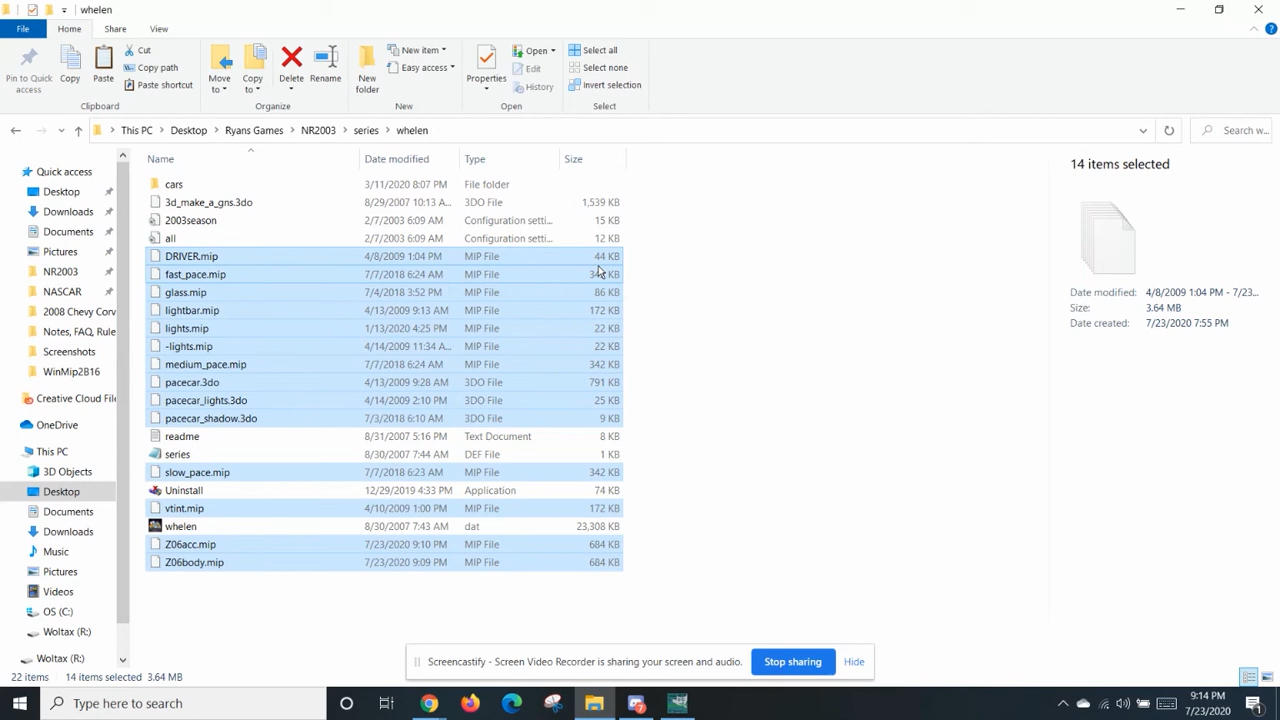 whelen
File Home Share View
Pin to Quick access
Copy
Paste
Cut
Copy path
Paste shortcut
Clipboard
Move to
Copy to
Delete
Rename
Organize
New folder
New item
Easy access
New
Properties
Open
Edit
History
Open
Select all
Select none
Invert selection
Select
This PC Desktop Ryans Games NR2003 series whelen
Search w...
Quick access
Desktop
Downloads
Documents
Pictures
NR2003
NASCAR
2008 Chevy Corv
Notes, FAQ, Rule
Screenshots
WinMip2B16
Creative Cloud File
OneDrive
This PC
3D Objects
Desktop
Documents
Downloads
Music
Pictures
Videos
OS (C:)
Woltax (R:)
Woltax (R:)
Name Date modified Type Size
cars 3/11/2020 8:07 PM File folder
3d_make_a_gns.3do 8/29/2007 10:13 A... 3DO File 1,539 KB
2003season 2/7/2003 6:09 AM Configuration setti... 15 KB
all 2/7/2003 6:09 AM Configuration setti... 12 KB
DRIVER.mip 4/8/2009 1:04 PM MIP File 44 KB
fast_pace.mip 7/7/2018 6:24 AM MIP File KB
glass.mip 7/4/2018 3:52 PM MIP File 86 KB
lightbar.mip 4/13/2009 9:13 AM MIP File 172 KB
lights.mip 1/13/2020 4:25 PM MIP File 22 KB
-lights.mip 4/14/2009 11:34 A... MIP File 22 KB
medium_pace.mip 7/7/2018 6:24 AM MIP File 342 KB
pacecar.3do 4/13/2009 9:28 AM 3DO File 791 KB
pacecar_lights.3do 4/14/2009 2:10 PM 3DO File 25 KB
pacecar_shadow.3do 7/3/2018 6:10 AM 3DO File 9 KB
readme 8/31/2007 5:16 PM Text Document 8 KB
series 8/30/2007 7:44 AM DEF File 1 KB
slow_pace.mip 7/7/2018 6:23 AM MIP File 342 KB
Uninstall 12/29/2019 4:33 PM Application 74 KB
vtint.mip 4/10/2009 1:00 PM MIP File 172 KB
whelen 8/30/2007 7:43 AM dat 23,308 KB
Z06acc.mip 7/23/2020 9:10 PM MIP File 684 KB
Z06body.mip 7/23/2020 9:09 PM MIP File 684 KB
14 items selected
Date modified: 4/8/2009 1:04 PM - 7/23...
Size: 3.64 MB
Date created: 7/23/2020 7:55 PM
Screencastify - Screen Video Recorder is sharing your screen and audio. Stop sharing Hide
22 items 14 items selected 3.64 MB
Type here to search
9:14 PM
7/23/2020
1